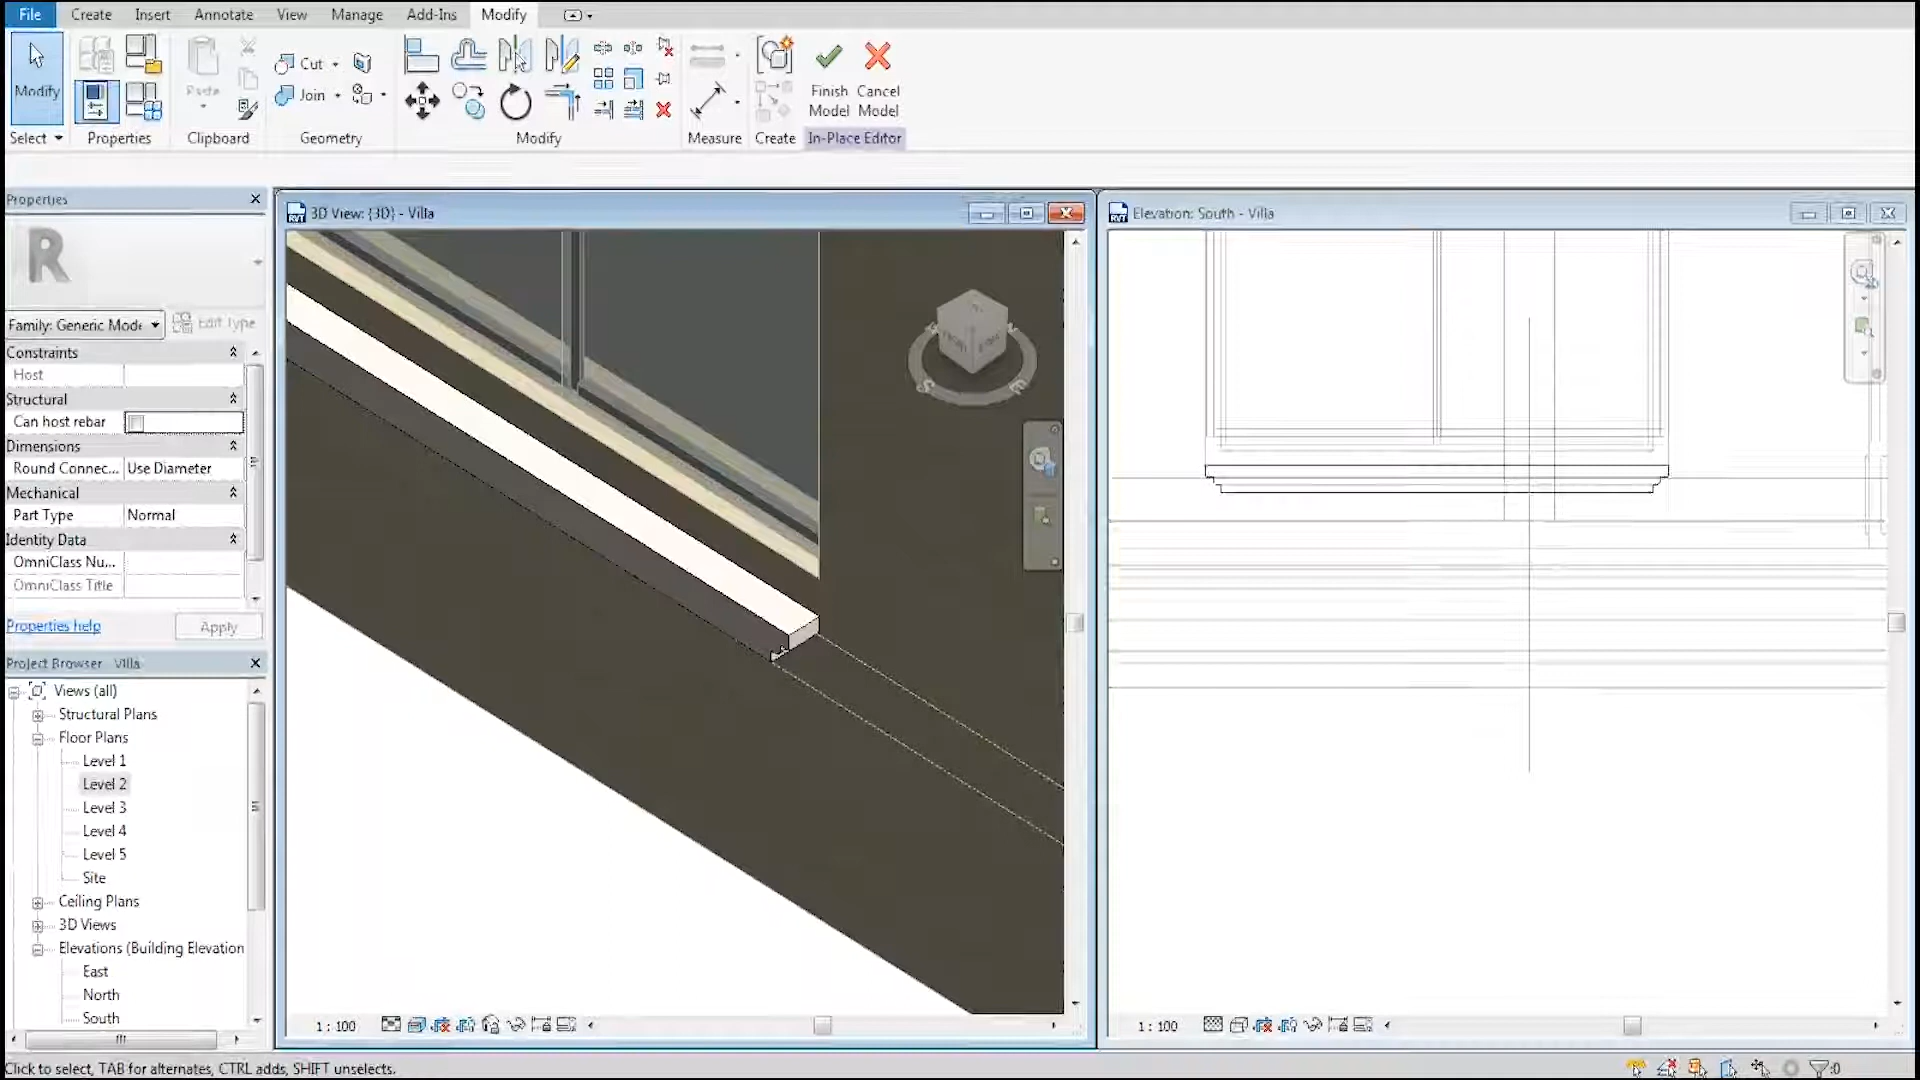 File Create Insert Annotate View Manage Add-Ins Modify
Modify
Select
Properties
Paste
Clipboard
Cut
Join
Geometry
Modify
Measure
Create
Finish Model
Cancel Model
In-Place Editor
Properties
R
Family: Generic Mode
Edit Type
Constraints
Host
Structural
Can host rebar
Dimensions
Round Connec... Use Diameter
Mechanical
Part Type Normal
Identity Data
OmniClass Nu...
OmniClass Title
Properties help
Apply
Project Browser Villa
Views (all)
Structural Plans
Floor Plans
Level 1
Level 2
Level 3
Level 4
Level 5
Site
Ceiling Plans
3D Views
Elevations (Building Elevation
East
North
South
3D View: {3D} - Villa
1 : 100
Elevation: South - Villa
1 : 100
Click to select, TAB for alternates, CTRL adds, SHIFT unselects.
:0